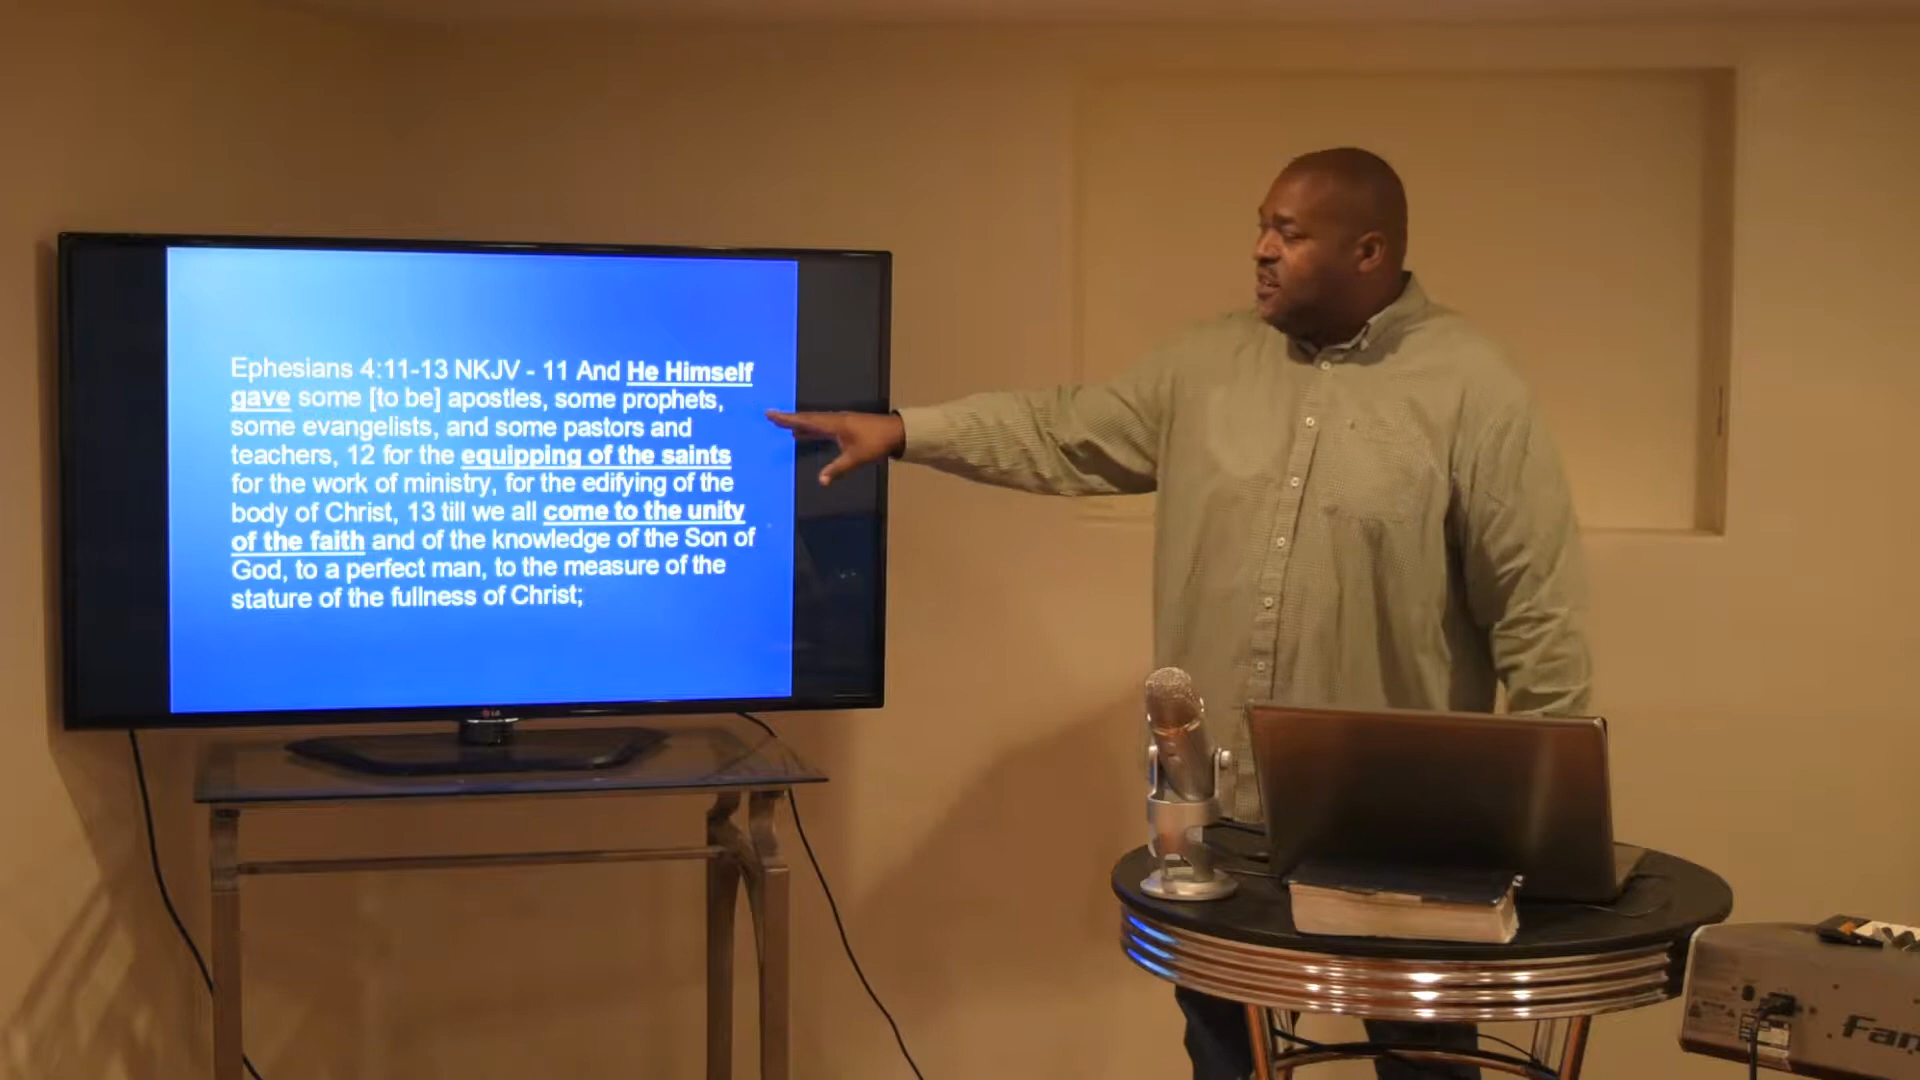 Ephesians 4:11-13 NKJV - 11 And He Himself
gave some [to be] apostles, some prophets,
some evangelists, and some pastors and
teachers, 12 for the equipping of the saints
for the work of ministry, for the edifying of the
body of Christ, 13 till we all come to the unity
of the faith and of the knowledge of the Son of
God, to a perfect man, to the measure of the
stature of the fullness of Christ;
LG
Fan